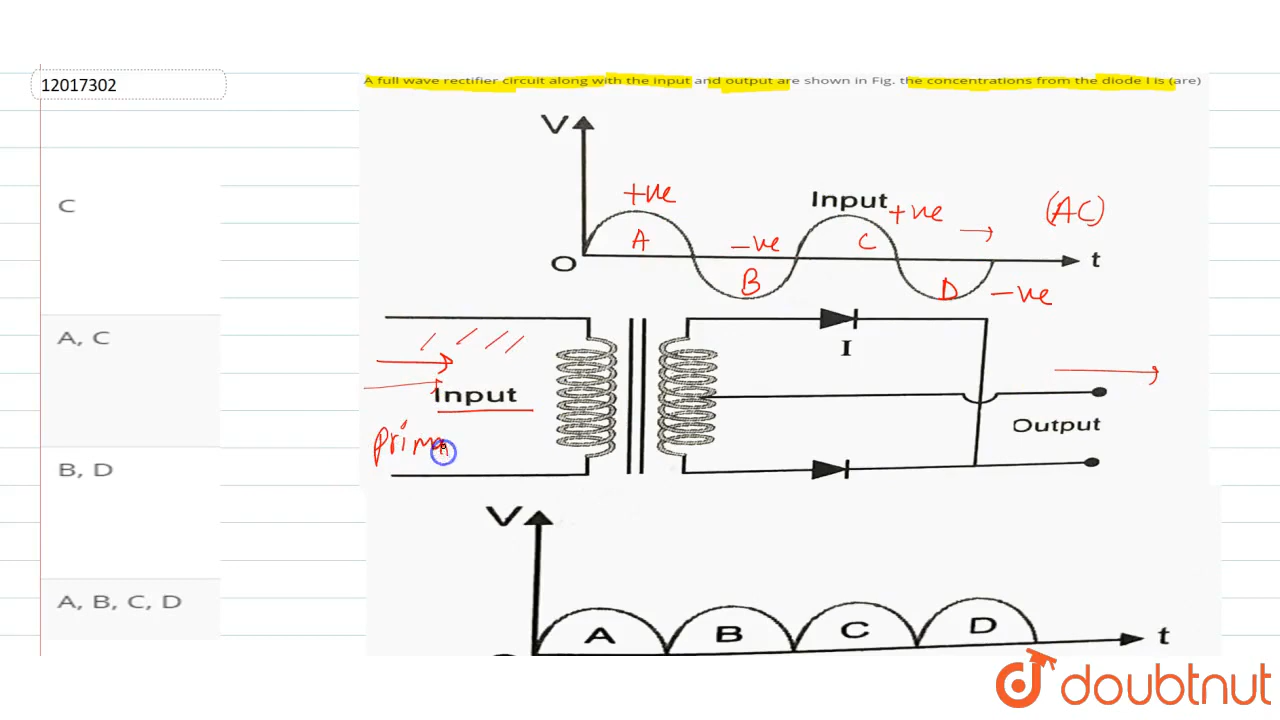 12017302
A full wave rectifier circuit along with the input and output are shown in Fig. the concentrations from the diode I is (are)
C
A, C
B, D
A, B, C, D
V
+ve
Input
+ve
(AC)
A
-ve
C
O
t
B
D
-ve
I
Input
Output
prima
V
A
B
C
D
t
doubtnut